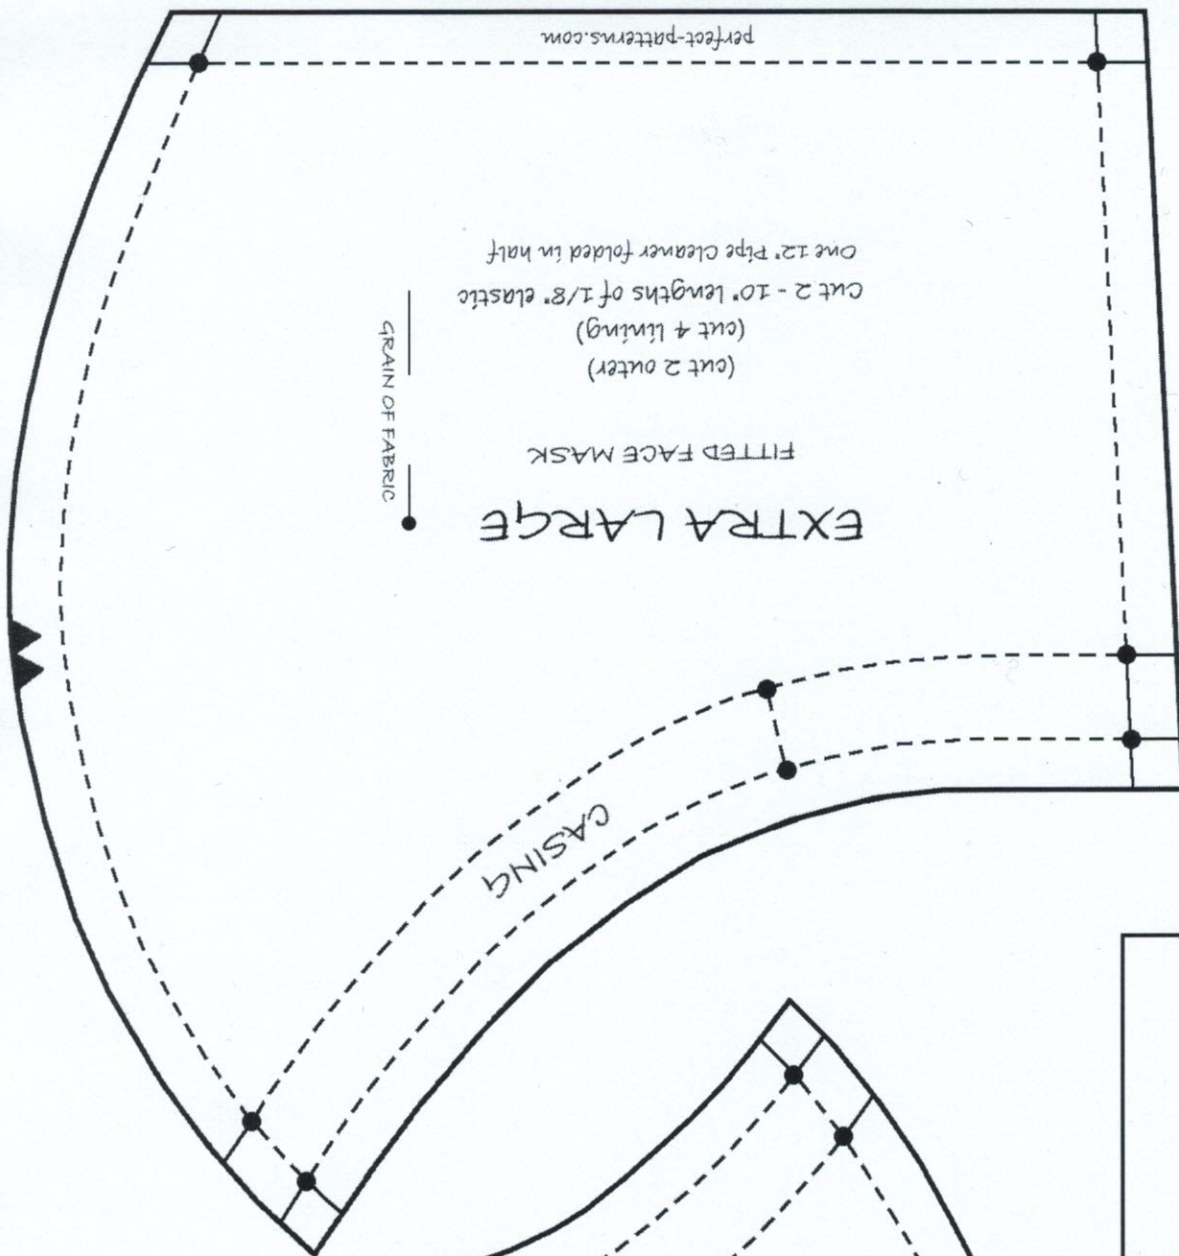 CASING
EXTRA LARGE
FITTED FACE MASK
(cut 2 outer)
(cut 4 lining)
Cut 2 - 10" lengths of 1/8" elastic
One 12" Pipe Cleaner folded in half
GRAIN OF FABRIC
perfect-patterns.com